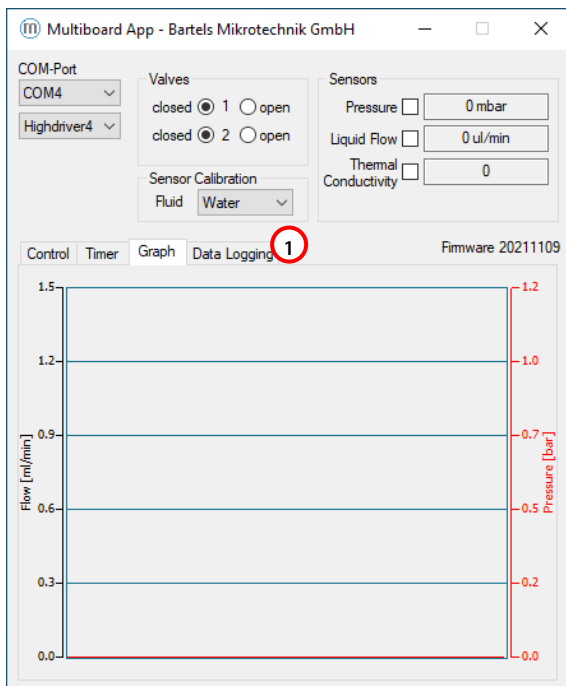 Multiboard App - Bartels Mikrotechnik GmbH
COM-Port
COM4
Highdriver4
Valves
closed 1 open
closed 2 open
Sensor Calibration
Fluid Water
Sensors
Pressure 0 mbar
Liquid Flow 0 ul/min
Thermal
Conductivity 0
Control Timer Graph Data Logging 1 Firmware 20211109
1.5 1.2
1.2 1.0
0.9 0.7
0.6 0.5
0.3 0.2
0.0 0.0
Flow [ml/min]
Pressure [bar]